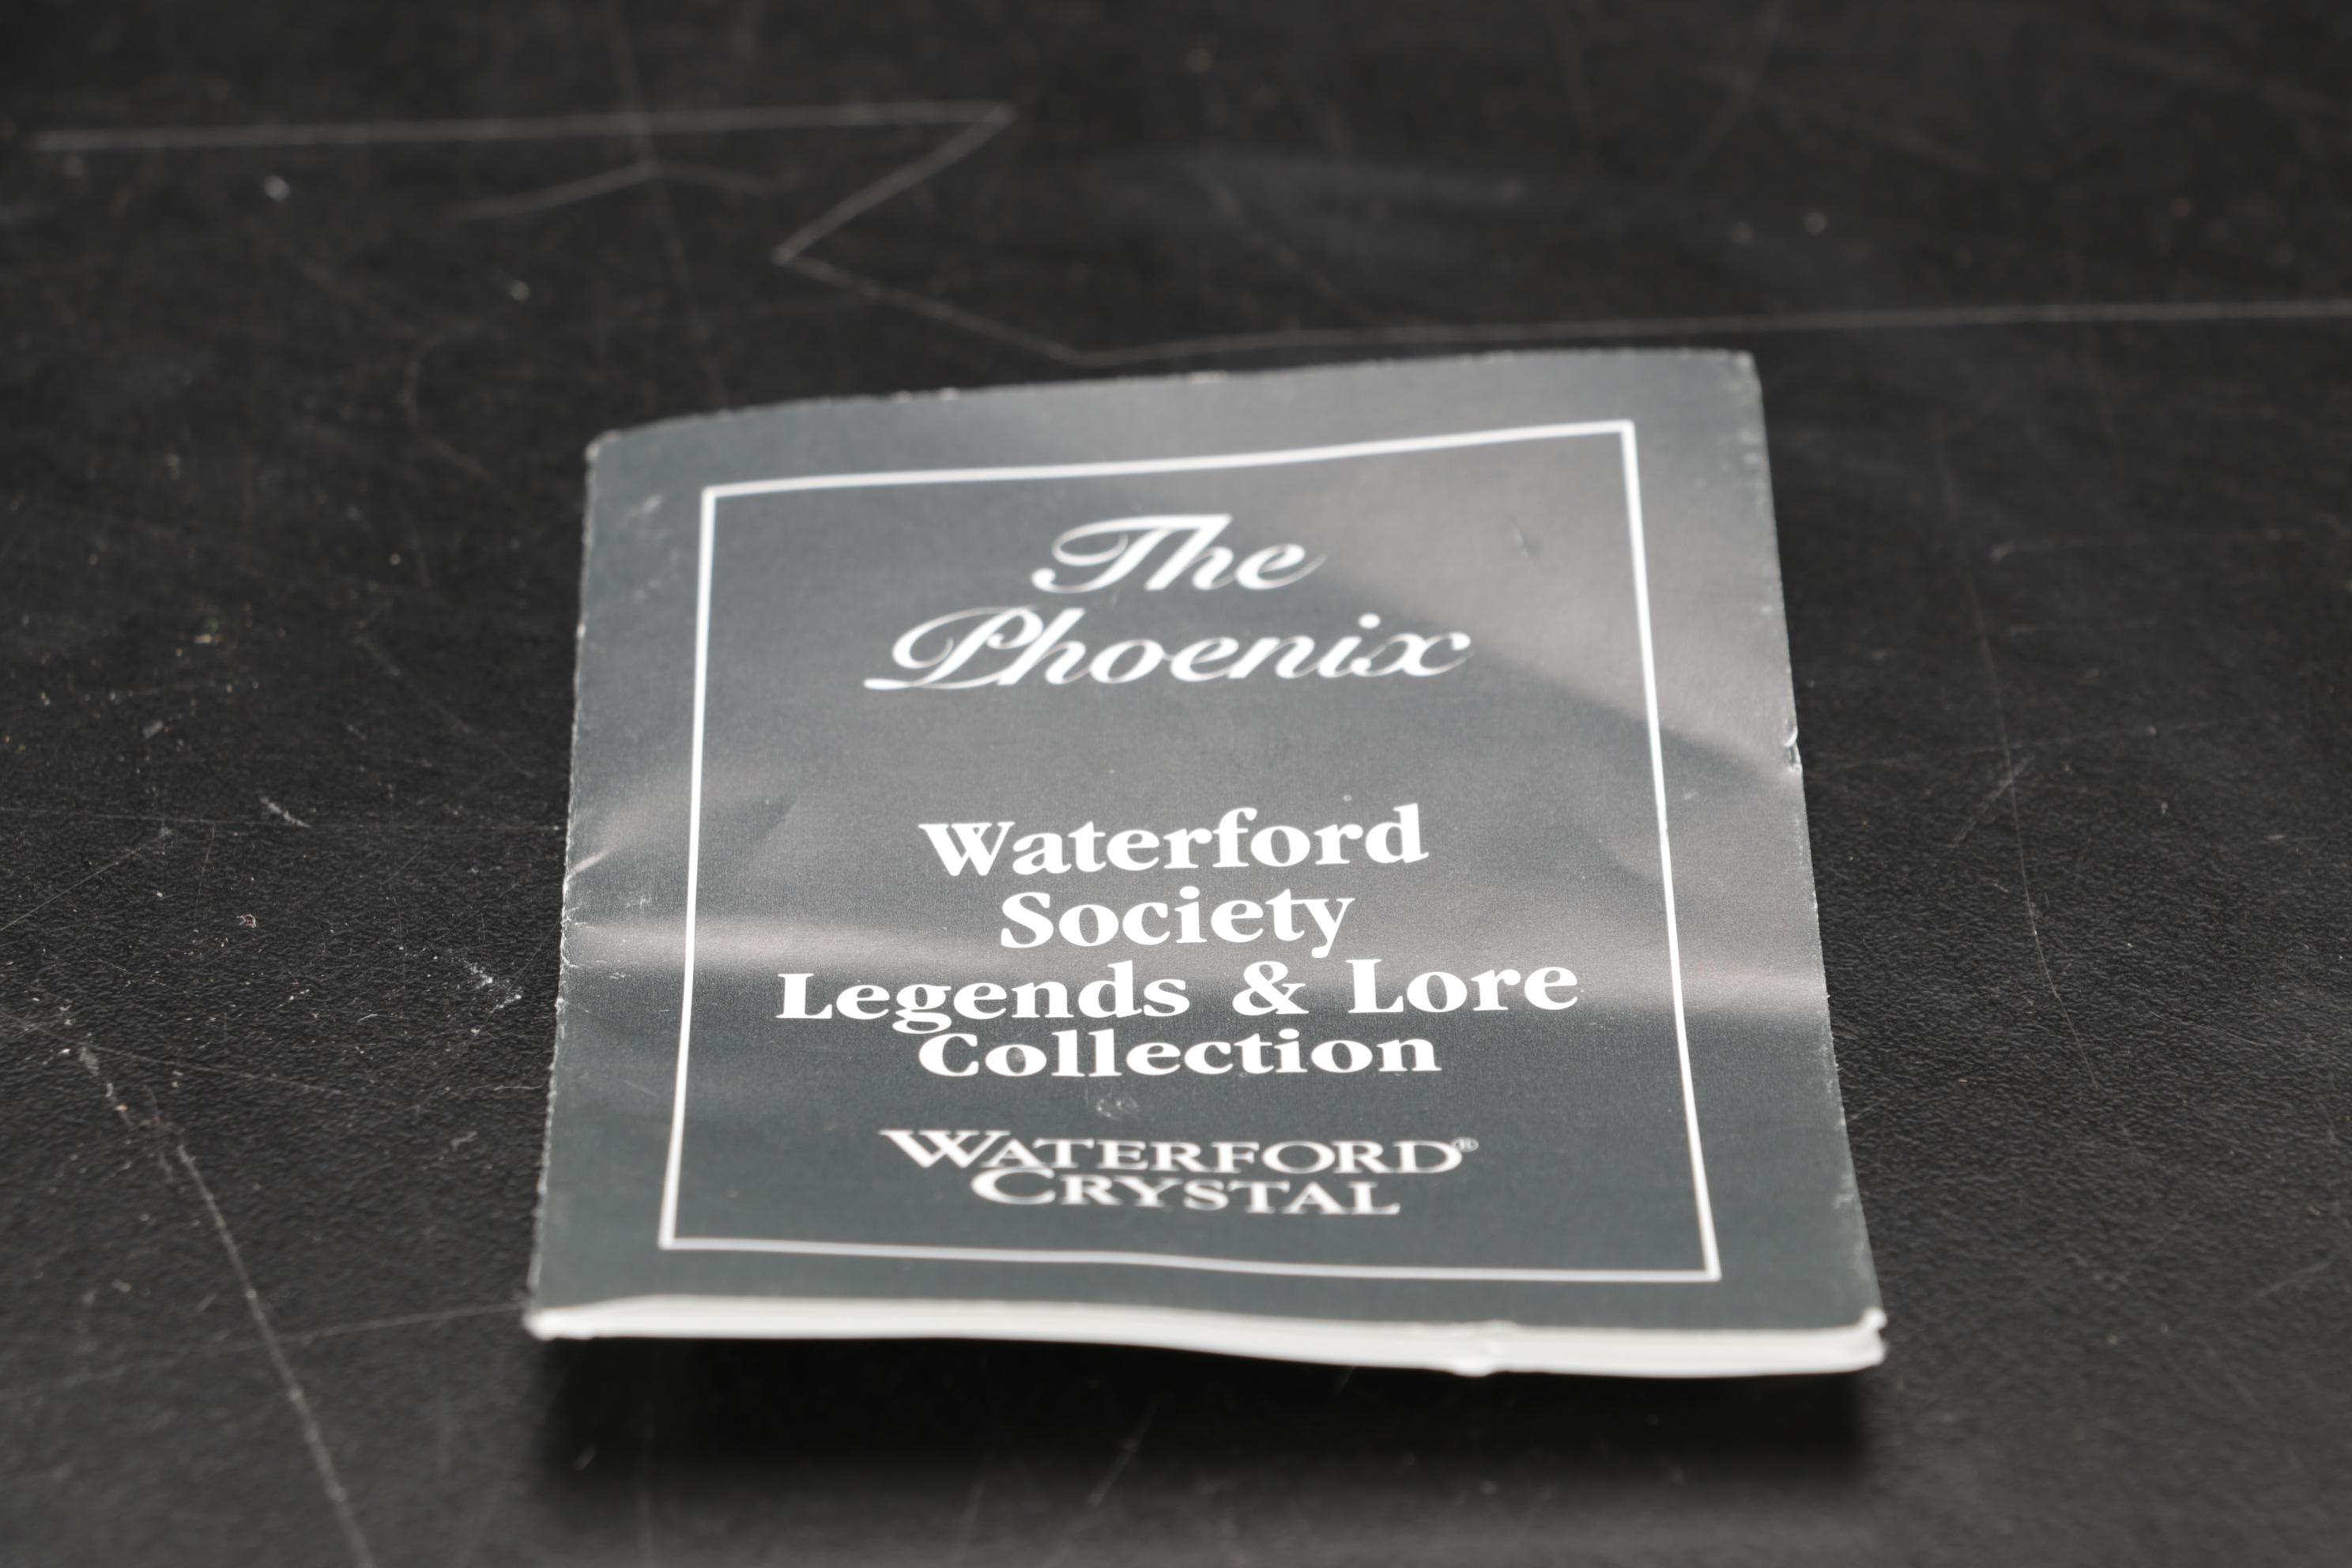 The
Phoenix
Waterford
Society
Legends & Lore
Collection
WATERFORD®
CRYSTAL